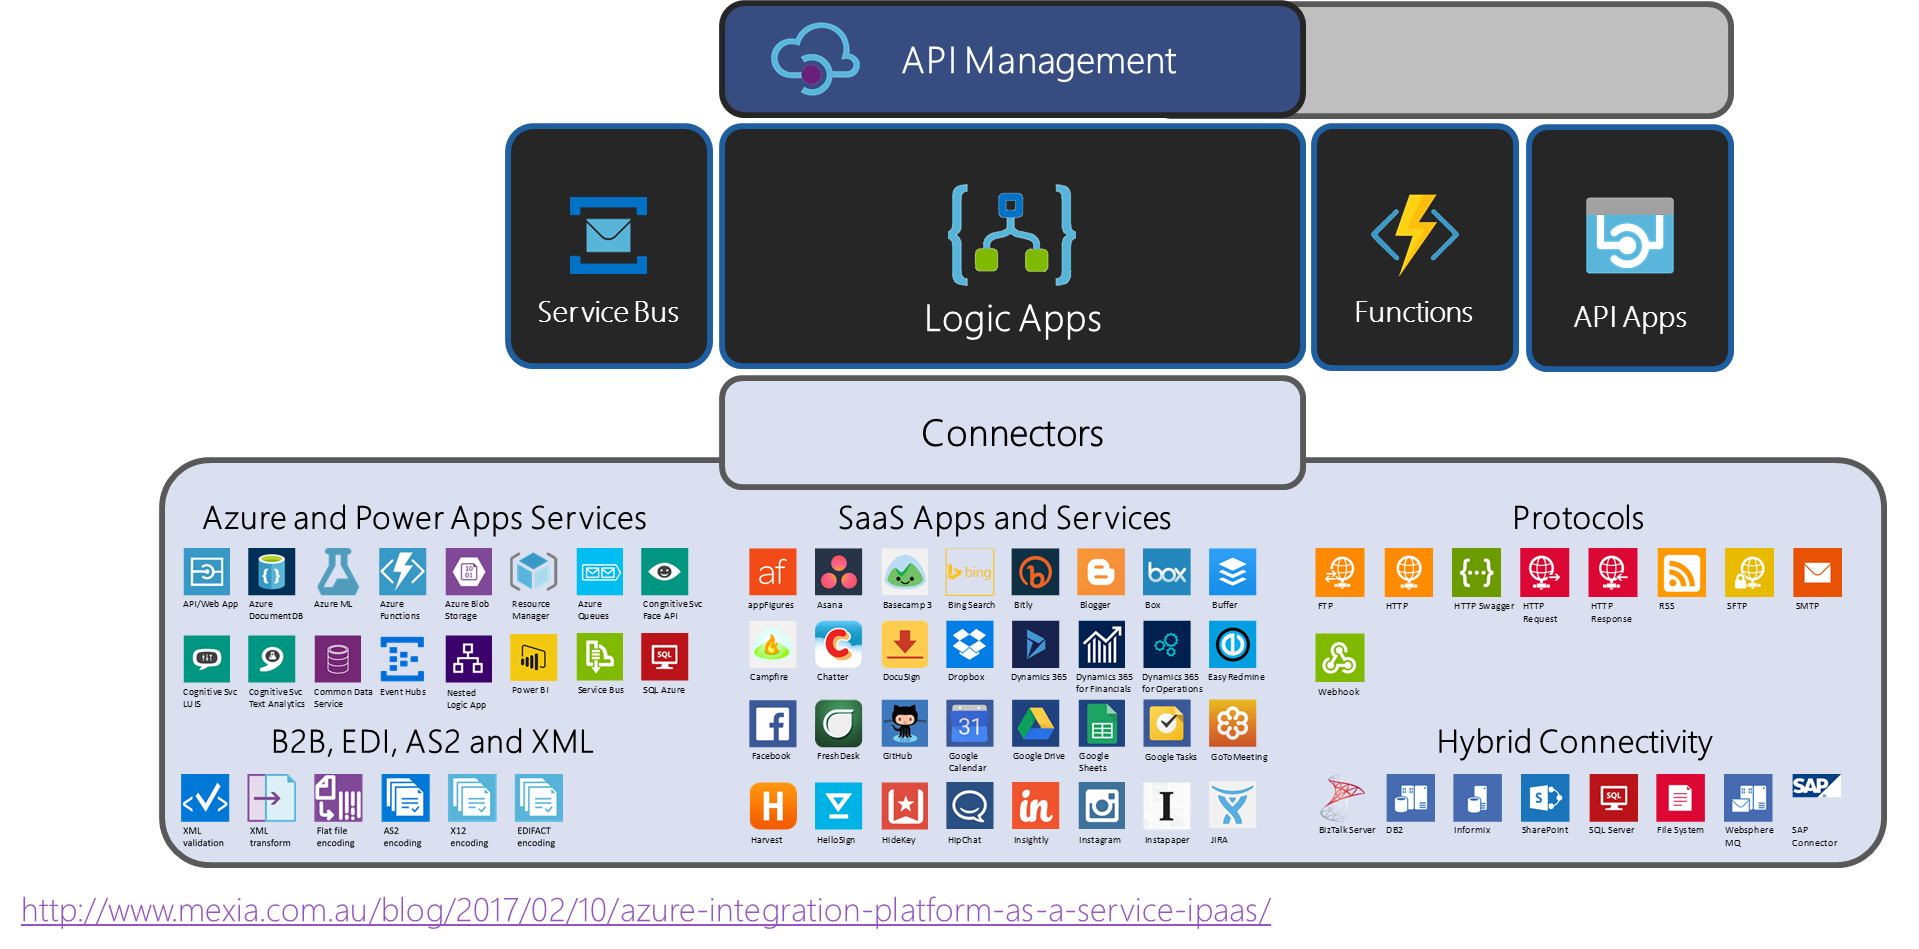 API Management
Service Bus
Logic Apps
Functions
API Apps
Connectors
Azure and Power Apps Services
API/Web App
Azure
DocumentDB
Azure ML
Azure
Functions
Azure Blob
Storage
Resource
Manager
Azure
Queues
Congnitive Svc
Face API
Cognitive Svc
LUIS
Cognitive Svc
Text Analytics
Common Data
Service
Event Hubs
Nested
Logic App
Power BI
Service Bus
SQL
SQL Azure
B2B, EDI, AS2 and XML
XML
validation
XML
transform
Flat file
encoding
AS2
encoding
X12
encoding
EDIFACT
encoding
SaaS Apps and Services
af
appFigures
Asana
Basecamp 3
bing
Bing Search
Bitly
Blogger
box
Box
Buffer
Campfire
Chatter
DocuSign
Dropbox
Dynamics 365
Dynamics 365
for Financials
Dynamics 365
for Operations
Easy Redmine
Facebook
FreshDesk
GitHub
31
Google
Calendar
Google Drive
Google
Sheets
Google Tasks
GoToMeeting
H
Harvest
HelloSign
HideKey
HipChat
in
Insightly
Instagram
I
Instapaper
JIRA
Protocols
FTP
HTTP
HTTP Swagger
HTTP
Request
HTTP
Response
RSS
SFTP
SMTP
Webhook
Hybrid Connectivity
BizTalk Server
DB2
Informix
SharePoint
SQL
SQL Server
File System
Websphere
MQ
SAP
SAP
Connector
http://www.mexia.com.au/blog/2017/02/10/azure-integration-platform-as-a-service-ipaas/